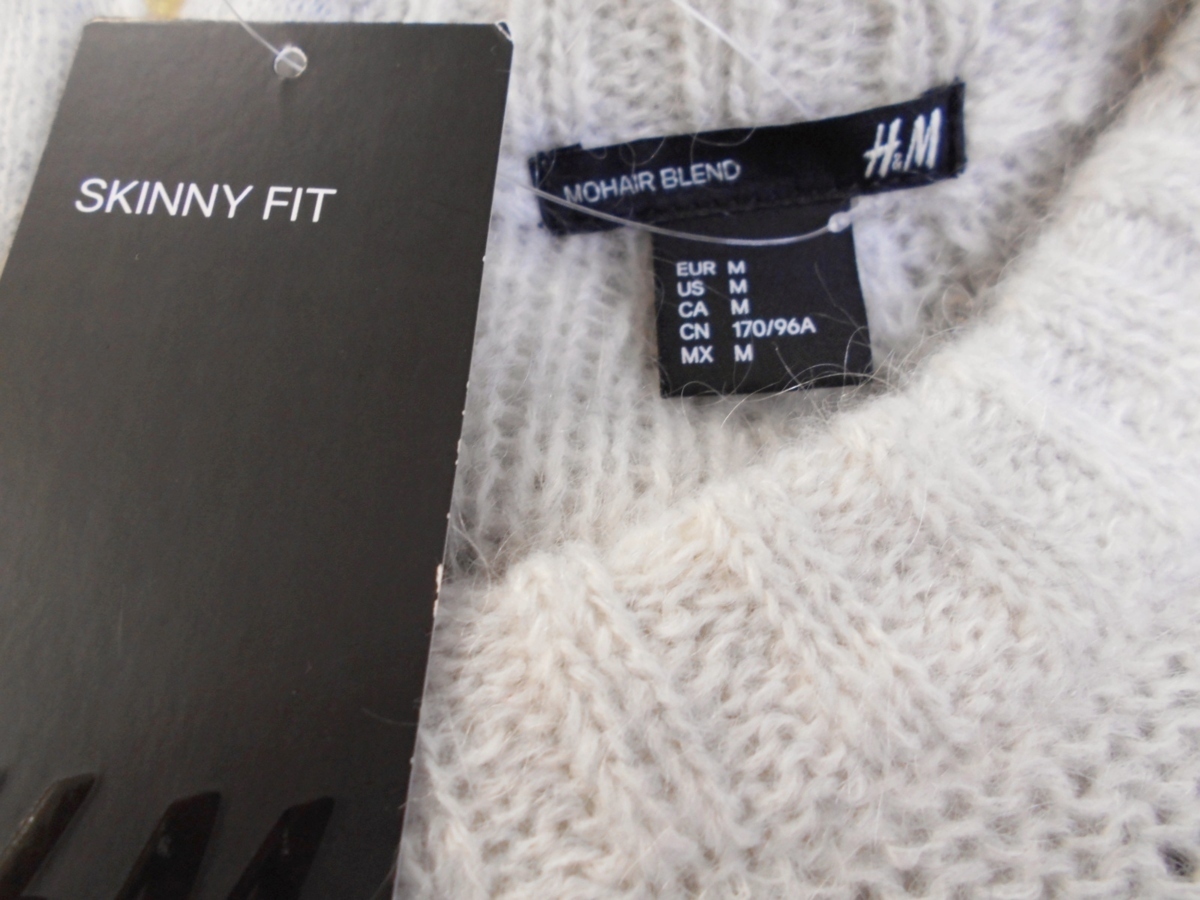 SKINNY FIT
MOHAIR BLEND
H&M
EUR M
US M
CA M
CN 170/96A
MX M